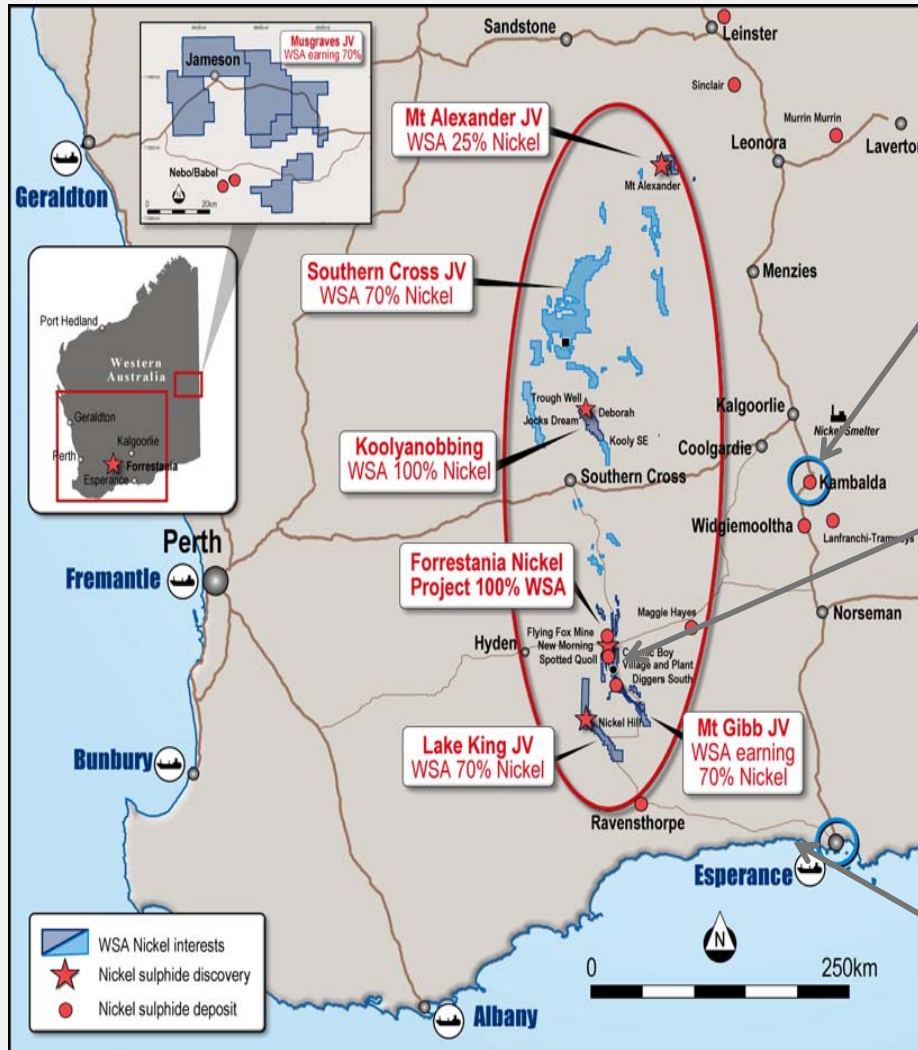 Musgraves JV
WSA earning 70%
Jameson
Nebo/Babel
N
0
20km
Sandstone
Leinster
Sinclair
Murrin Murrin
Leonora
Laverton
Mt Alexander JV
WSA 25% Nickel
Mt Alexander
Geraldton
Menzies
Southern Cross JV
WSA 70% Nickel
Port Hedland
Western
Australia
Geraldton
Kalgoorlie
Perth
Forrestania
Esperance
Trough Well
Jocks Dream
Deborah
Kooly SE
Kalgoorlie
Nickel Smelter
Coolgardie
Koolyanobbing
WSA 100% Nickel
Southern Cross
Kambalda
Widgiemooltha
Lanfranchi-Tramways
Perth
Fremantle
Forrestania Nickel
Project 100% WSA
Norseman
Maggie Hayes
Hyden
Flying Fox Mine
New Morning
Spotted Quoll
Cosmic Boy
Village and Plant
Diggers South
Nickel Hill
Mt Gibb JV
WSA earning
70% Nickel
Lake King JV
WSA 70% Nickel
Bunbury
Ravensthorpe
Esperance
WSA Nickel interests
Nickel sulphide discovery
Nickel sulphide deposit
Albany
N
0
250km